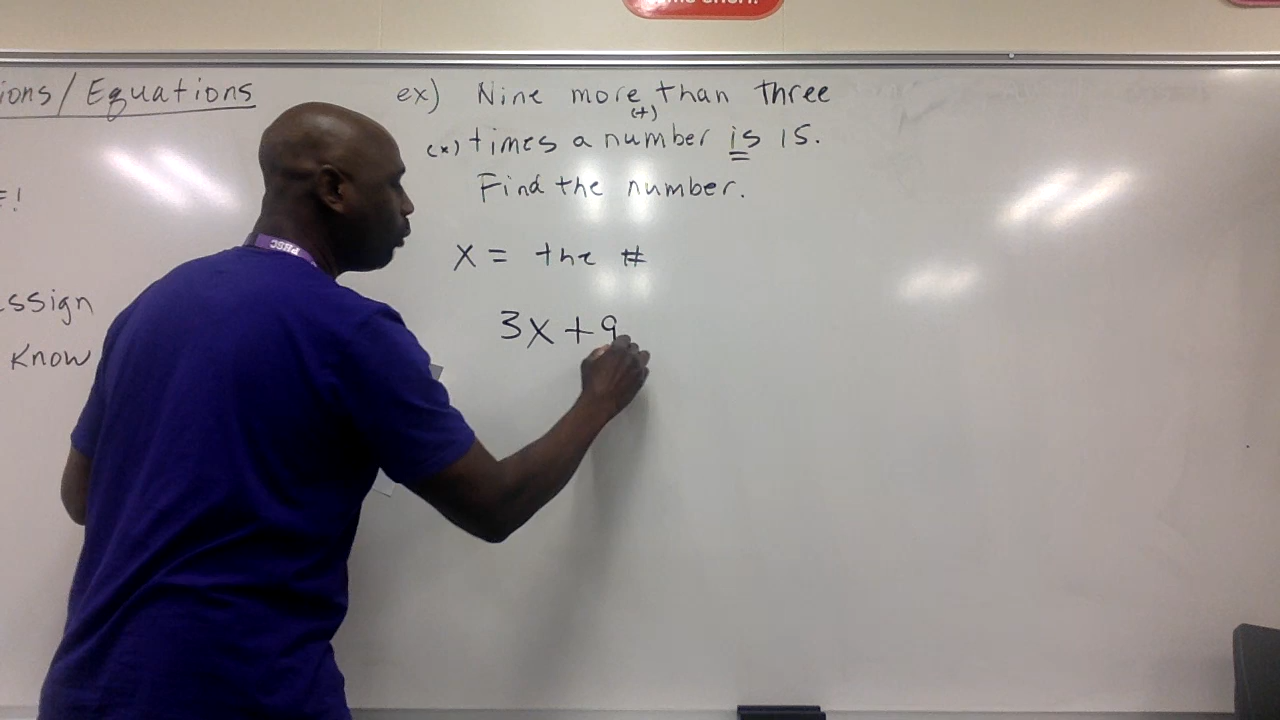 ions/Equations
E!
ssign
Know
ex) Nine more than three
(+)
(x) times a number is 15.
Find the number.
X = the #
3X + 9
PHSC